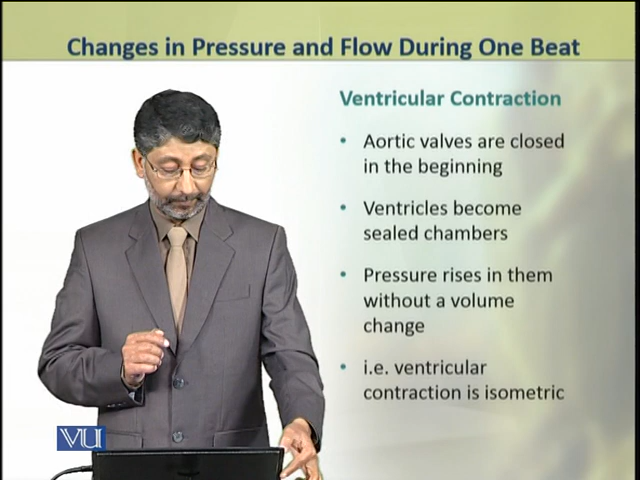 Changes in Pressure and Flow During One Beat
Ventricular Contraction
• Aortic valves are closed
in the beginning
• Ventricles become
sealed chambers
• Pressure rises in them
without a volume
change
• i.e. ventricular
contraction is isometric
VU